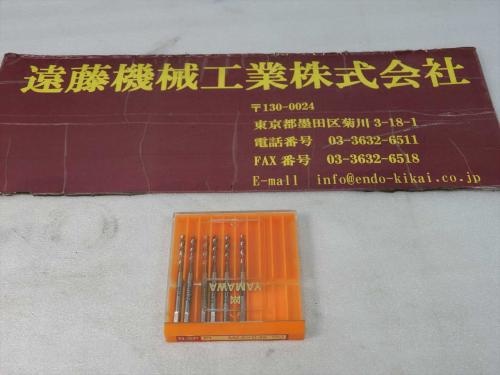 遠藤機械工業株式会社
〒130-0024
東京都墨田区菊川 3-18-1
電話番号 03-3632-6511
FAX 番号 03-3632-6518
E-mail info@endo-kikai.co.jp
YAMAWA